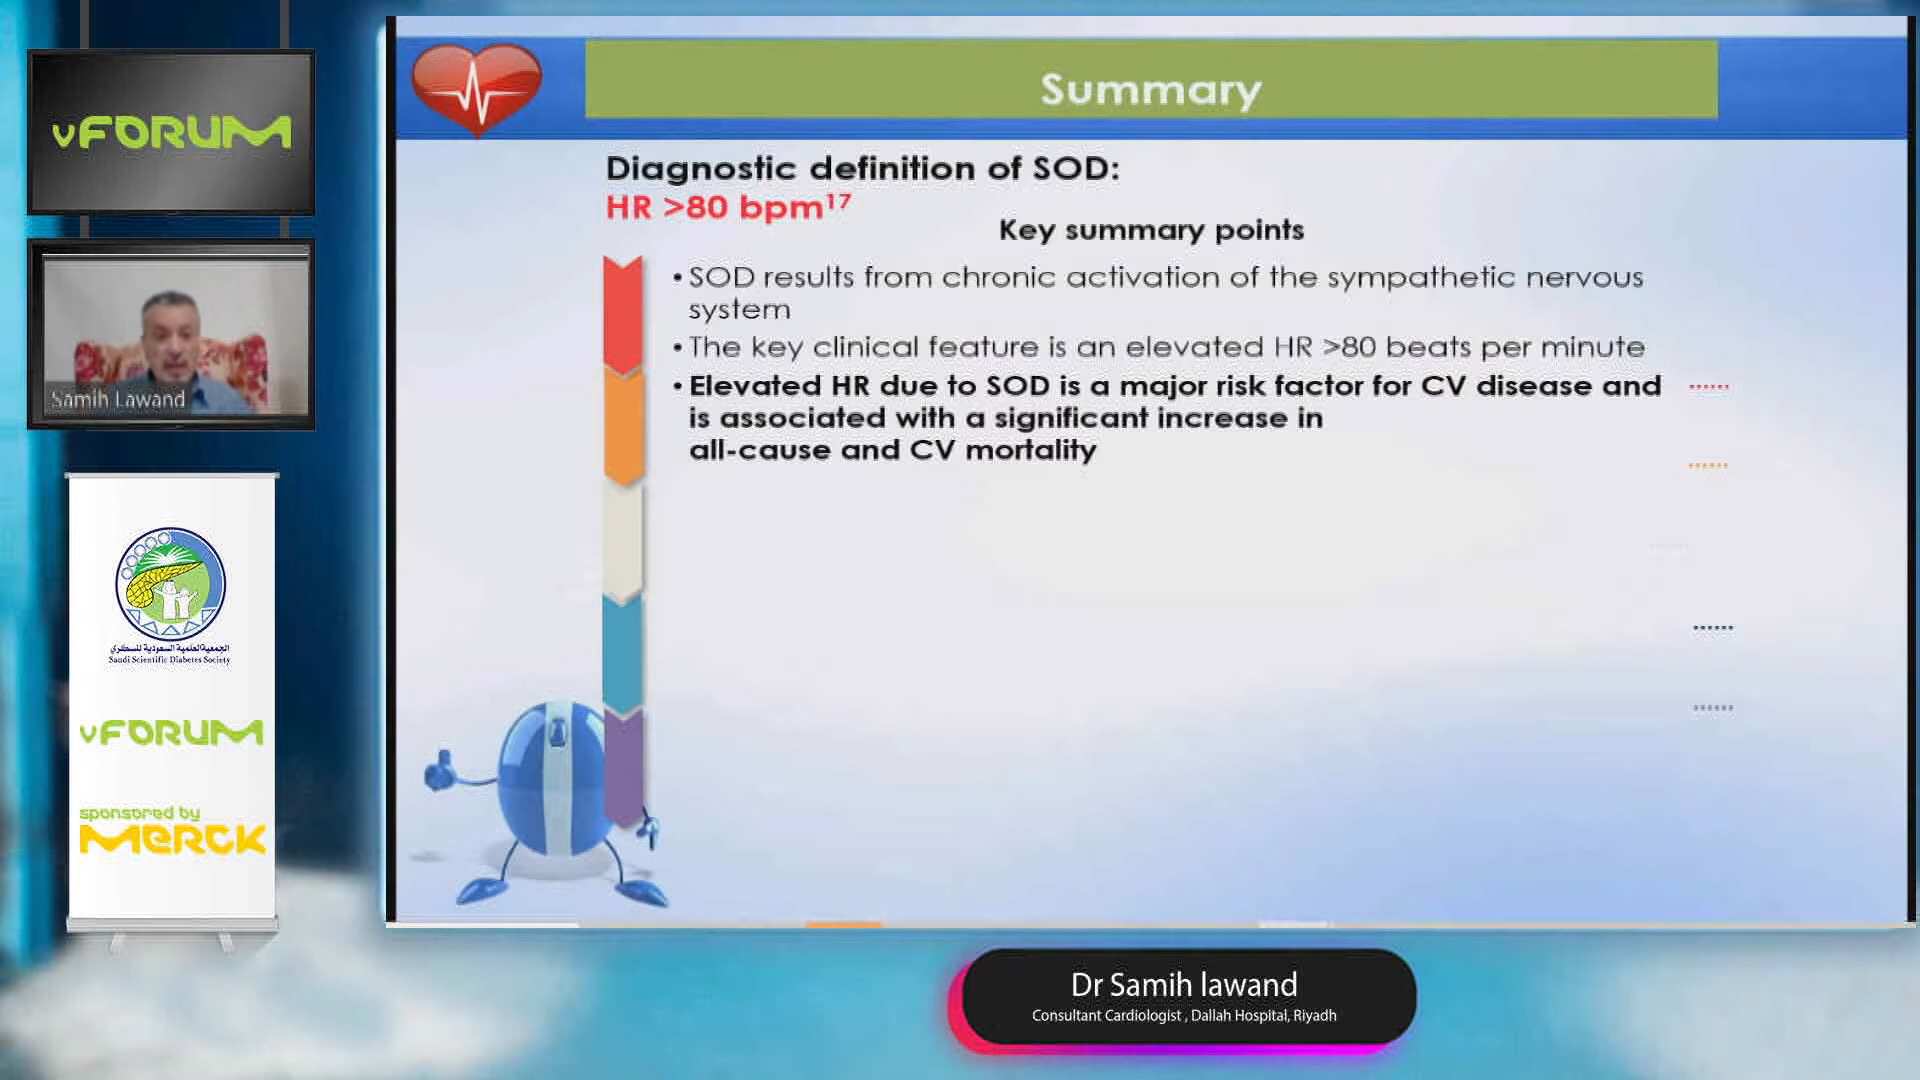 vFORUM
Samih Lawand
الجمعية العلمية السعودية للسكري
Saudi Scientific Diabetes Society
vFORUM
sponsored by
MERCK
Summary
Diagnostic definition of SOD:
HR >80 bpm¹⁷
Key summary points
• SOD results from chronic activation of the sympathetic nervous
system
• The key clinical feature is an elevated HR >80 beats per minute
• Elevated HR due to SOD is a major risk factor for CV disease and
is associated with a significant increase in
all-cause and CV mortality
Dr Samih lawand
Consultant Cardiologist , Dallah Hospital, Riyadh